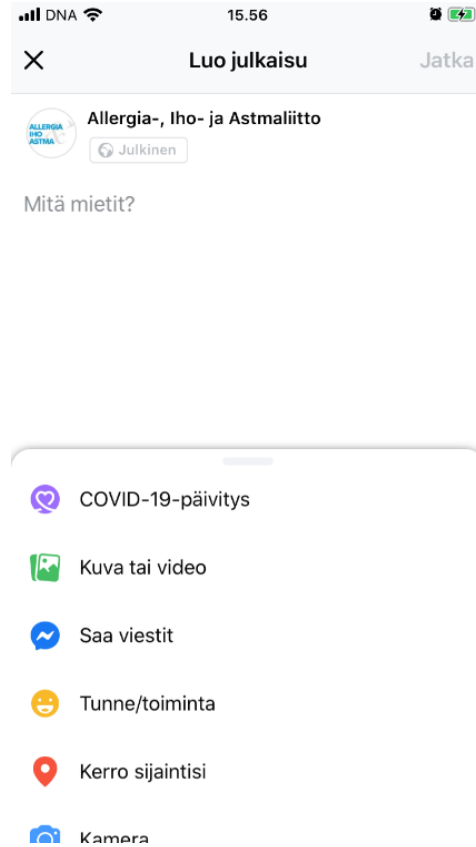 DNA 15.56
Luo julkaisu Jatka
ALLERGIA
IHO
ASTMA
Allergia-, Iho- ja Astmaliitto
Julkinen
Mitä mietit?
COVID-19-päivitys
Kuva tai video
Saa viestit
Tunne/toiminta
Kerro sijaintisi
Kamera